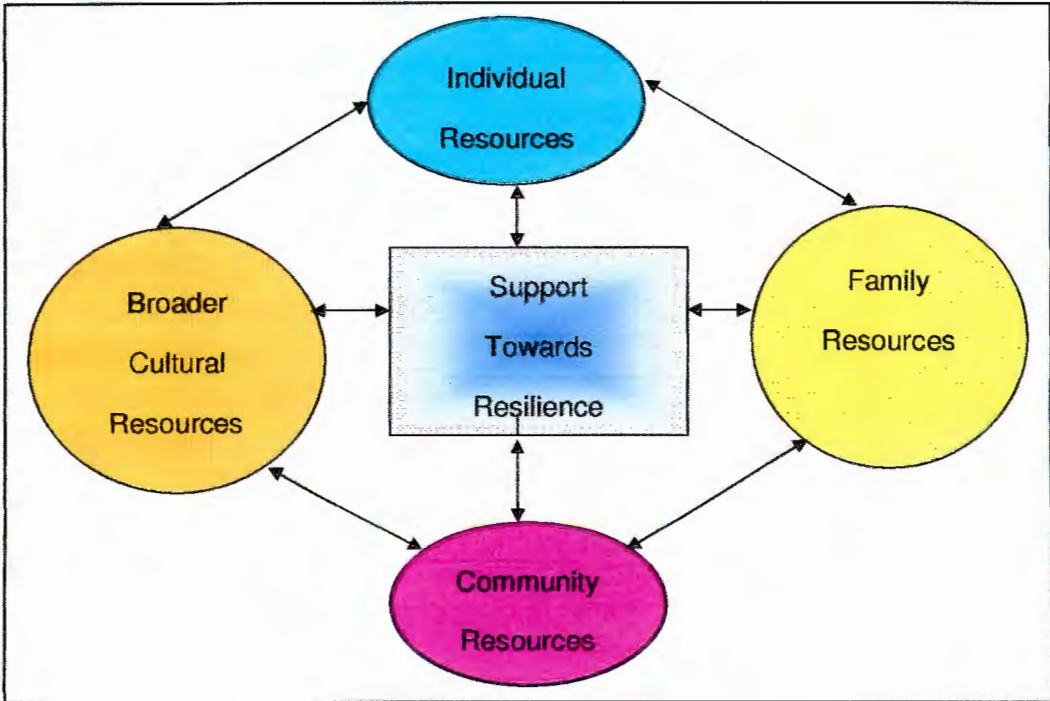 Individual
Resources
Broader
Cultural
Resources
Support
Towards
Resilience
Family
Resources
Community
Resources